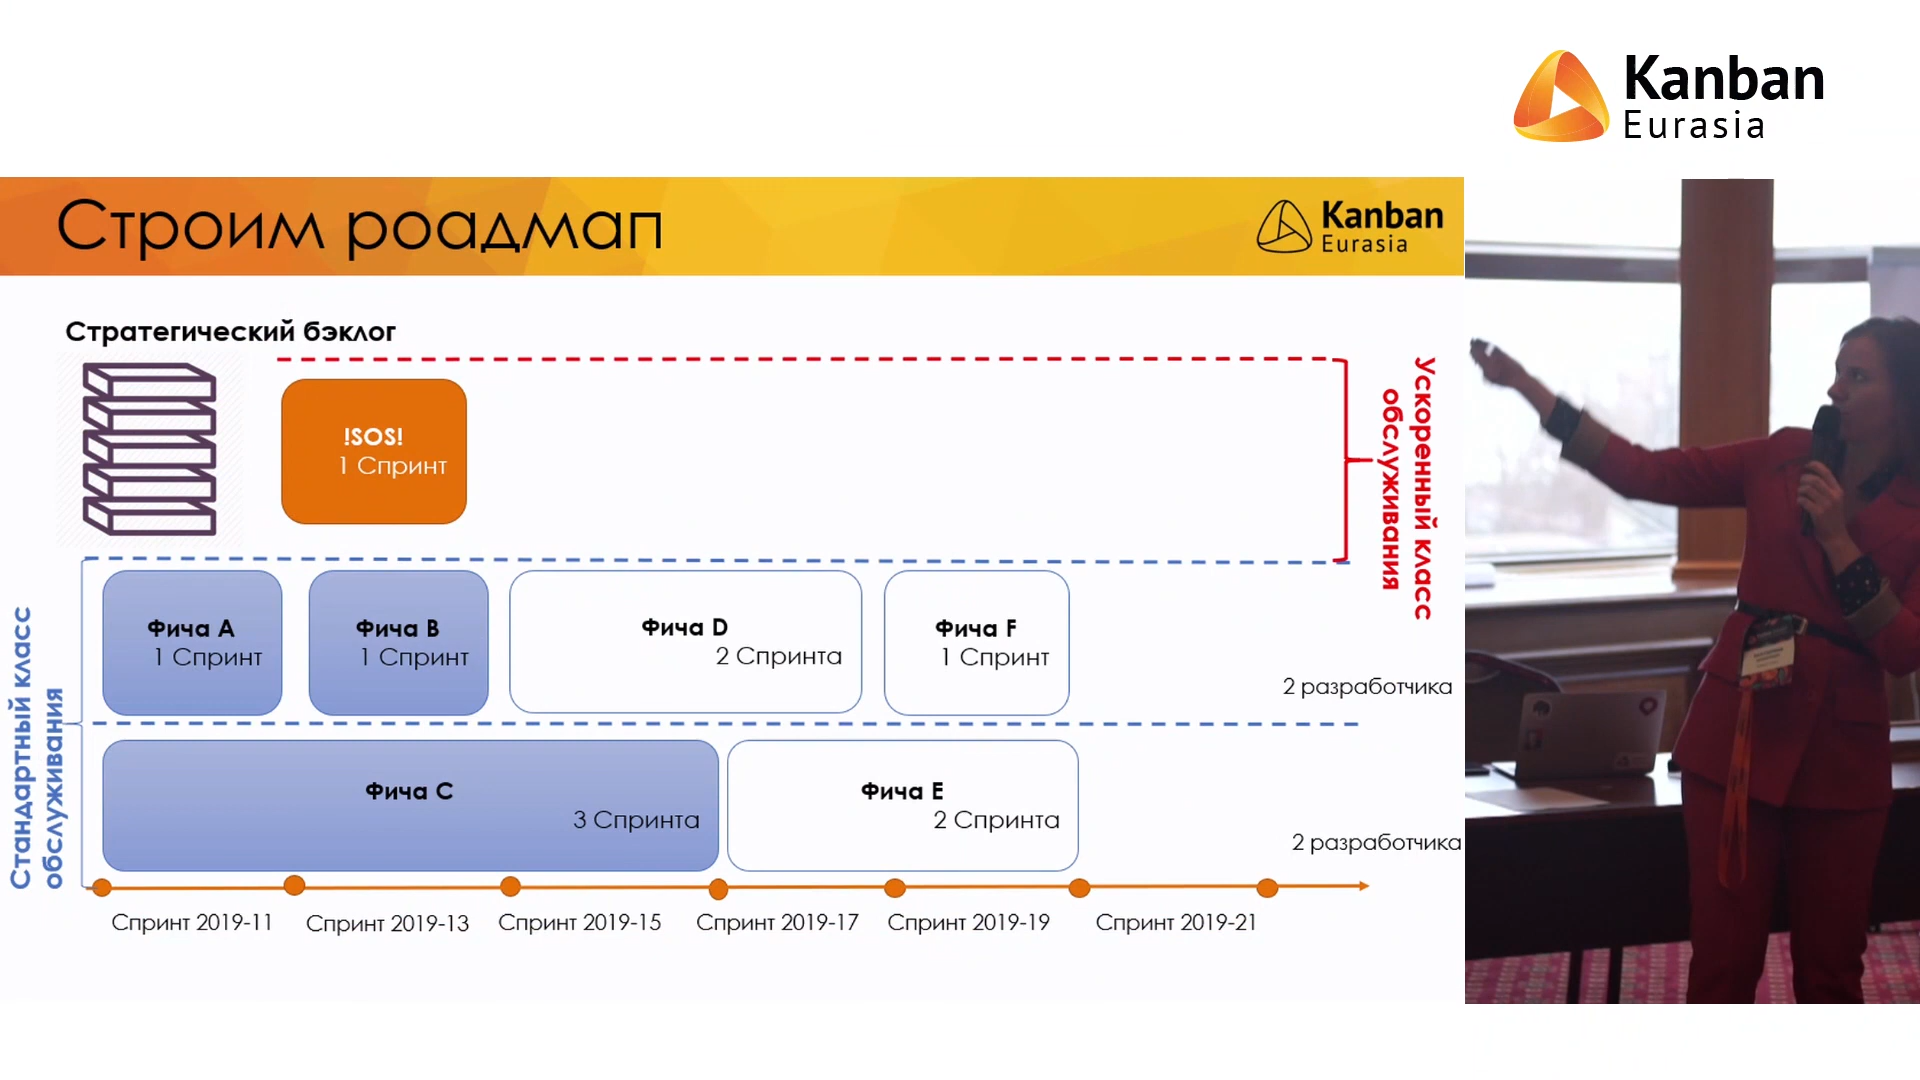 Kanban
Eurasia
Строим роадмап
Kanban
Eurasia
Стратегический бэклог
!SOS!
1 Спринт
Ускоренный класс
обслуживания
Стандартный класс
обслуживания
Фича A
1 Спринт
Фича B
1 Спринт
Фича D
2 Спринта
Фича F
1 Спринт
2 разработчика
Фича C
3 Спринта
Фича E
2 Спринта
2 разработчика
Спринт 2019-11
Спринт 2019-13
Спринт 2019-15
Спринт 2019-17
Спринт 2019-19
Спринт 2019-21